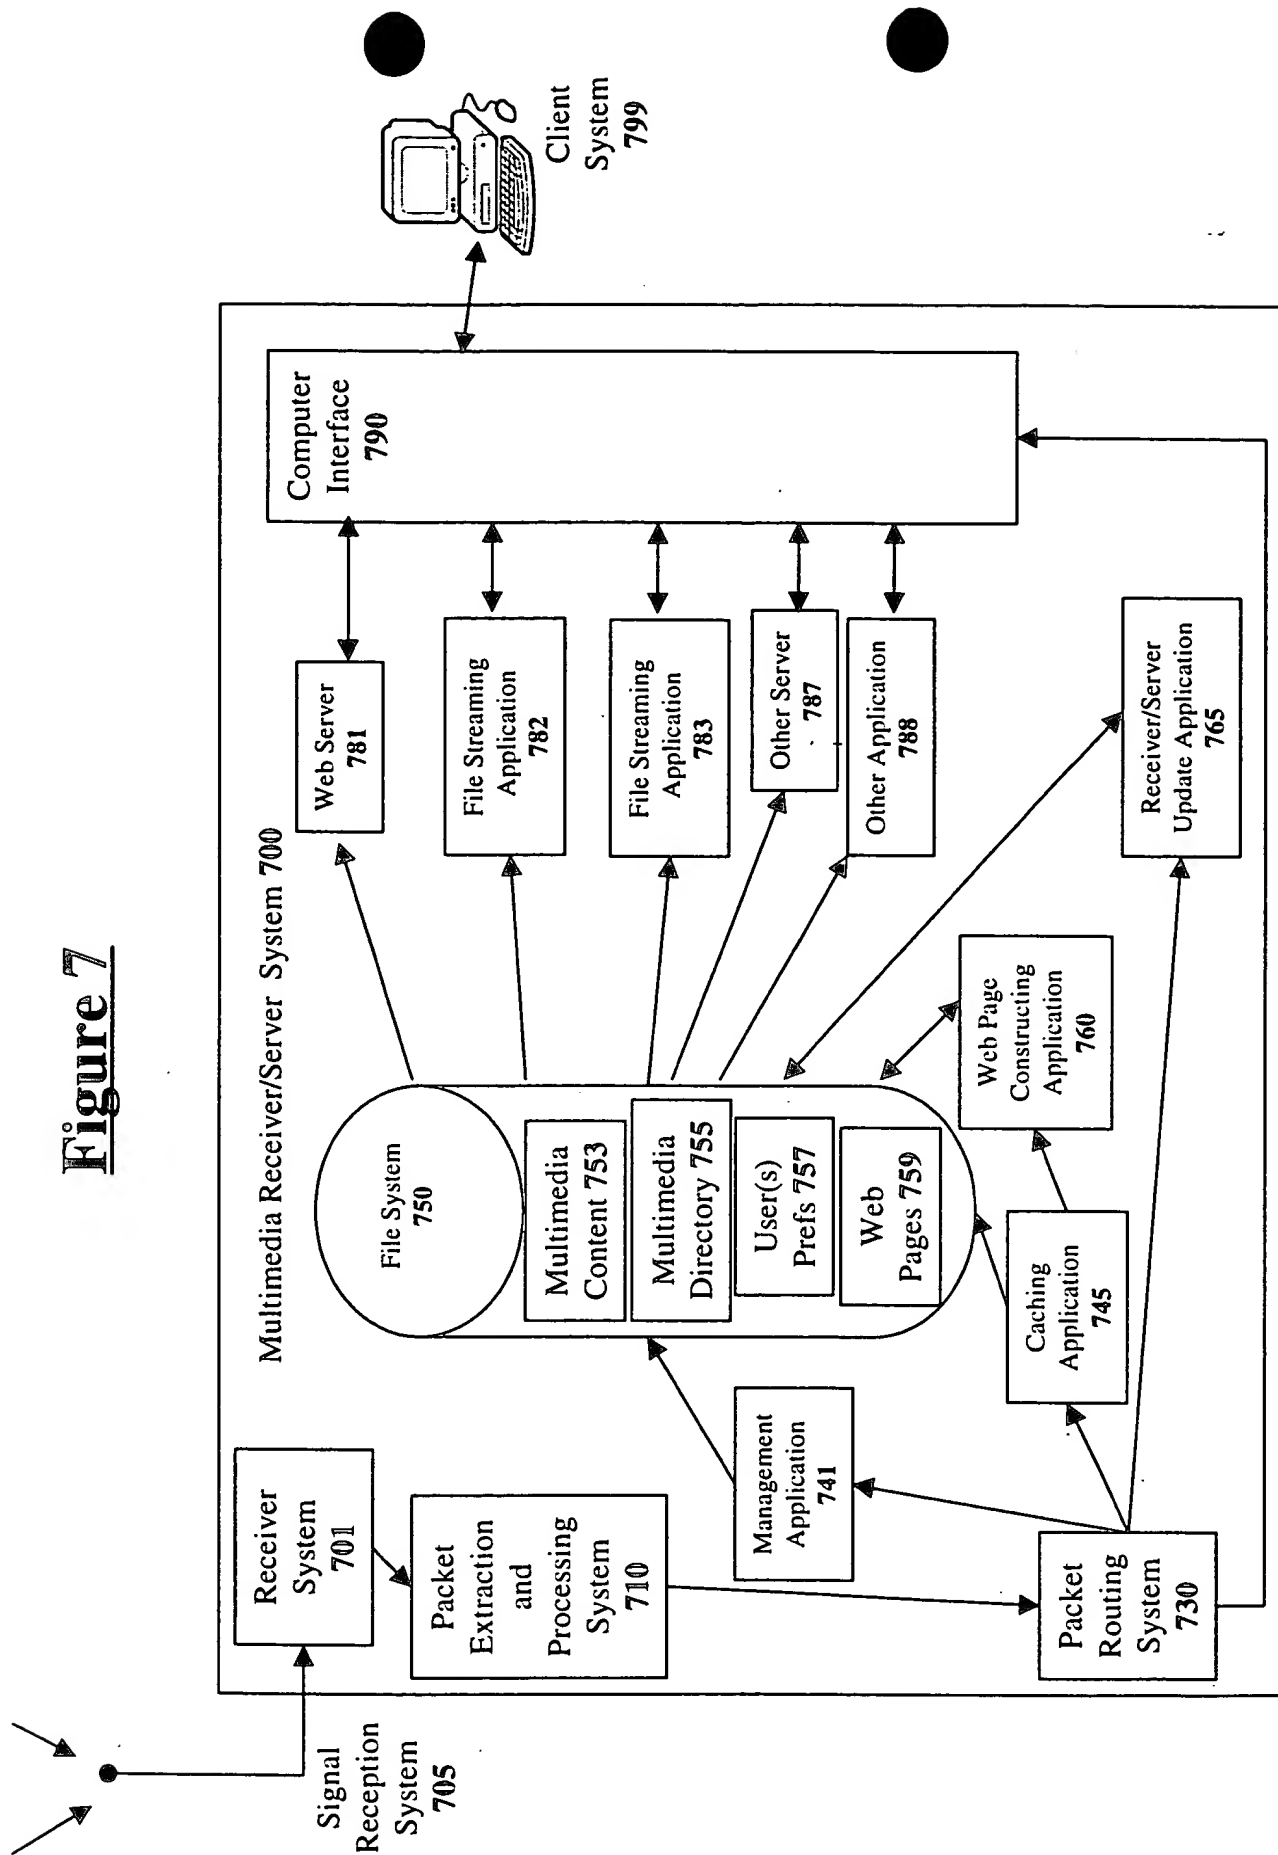 Figure 7
Multimedia Receiver/Server System 700
Signal
Reception
System
705
Receiver
System
701
Packet
Extraction
and
Processing
System
710
Packet
Routing
System
730
Management
Application
741
Caching
Application
745
File System
750
Multimedia
Content 753
Multimedia
Directory 755
User(s)
Prefs 757
Web
Pages 759
Web Page
Constructing
Application
760
Receiver/Server
Update Application
765
Web Server
781
File Streaming
Application
782
File Streaming
Application
783
Other Server
787
Other Application
788
Computer
Interface
790
Client
System
799